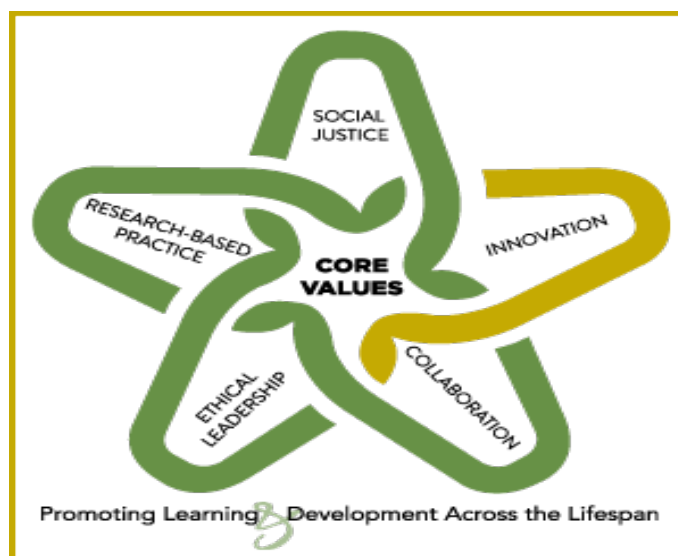 SOCIAL
JUSTICE
RESEARCH-BASED
PRACTICE
INNOVATION
CORE
VALUES
ETHICAL
LEADERSHIP
COLLABORATION
Promoting Learning & Development Across the Lifespan